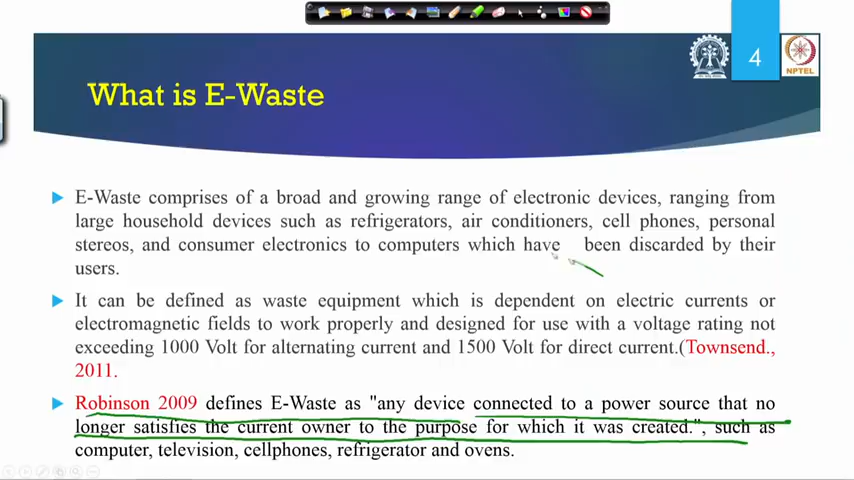 4
NPTEL
What is E-Waste
E-Waste comprises of a broad and growing range of electronic devices, ranging from
large household devices such as refrigerators, air conditioners, cell phones, personal
stereos, and consumer electronics to computers which have been discarded by their
users.
It can be defined as waste equipment which is dependent on electric currents or
electromagnetic fields to work properly and designed for use with a voltage rating not
exceeding 1000 Volt for alternating current and 1500 Volt for direct current.(Townsend.,
2011.
Robinson 2009 defines E-Waste as "any device connected to a power source that no
longer satisfies the current owner to the purpose for which it was created.", such as
computer, television, cellphones, refrigerator and ovens.